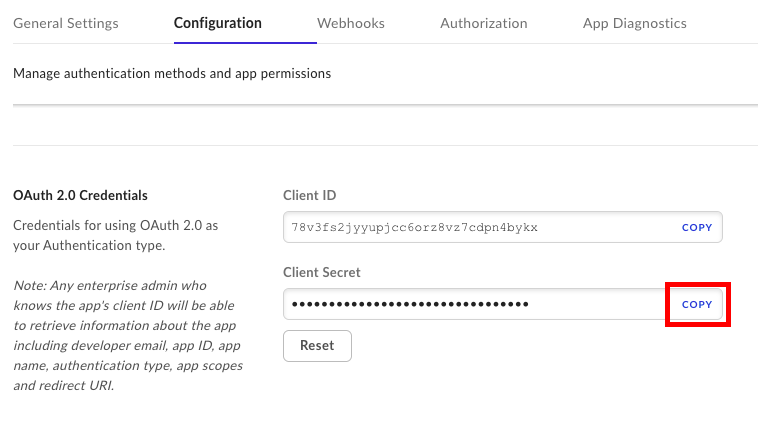 General Settings Configuration Webhooks Authorization App Diagnostics
Manage authentication methods and app permissions
OAuth 2.0 Credentials
Credentials for using OAuth 2.0 as
your Authentication type.
Note: Any enterprise admin who
knows the app's client ID will be able
to retrieve information about the app
including developer email, app ID, app
name, authentication type, app scopes
and redirect URI.
Client ID
78v3fs2jyyupjcc6orz8vz7cdpn4bykx COPY
Client Secret
•••••••••••••••••••••••••••••••• COPY
Reset